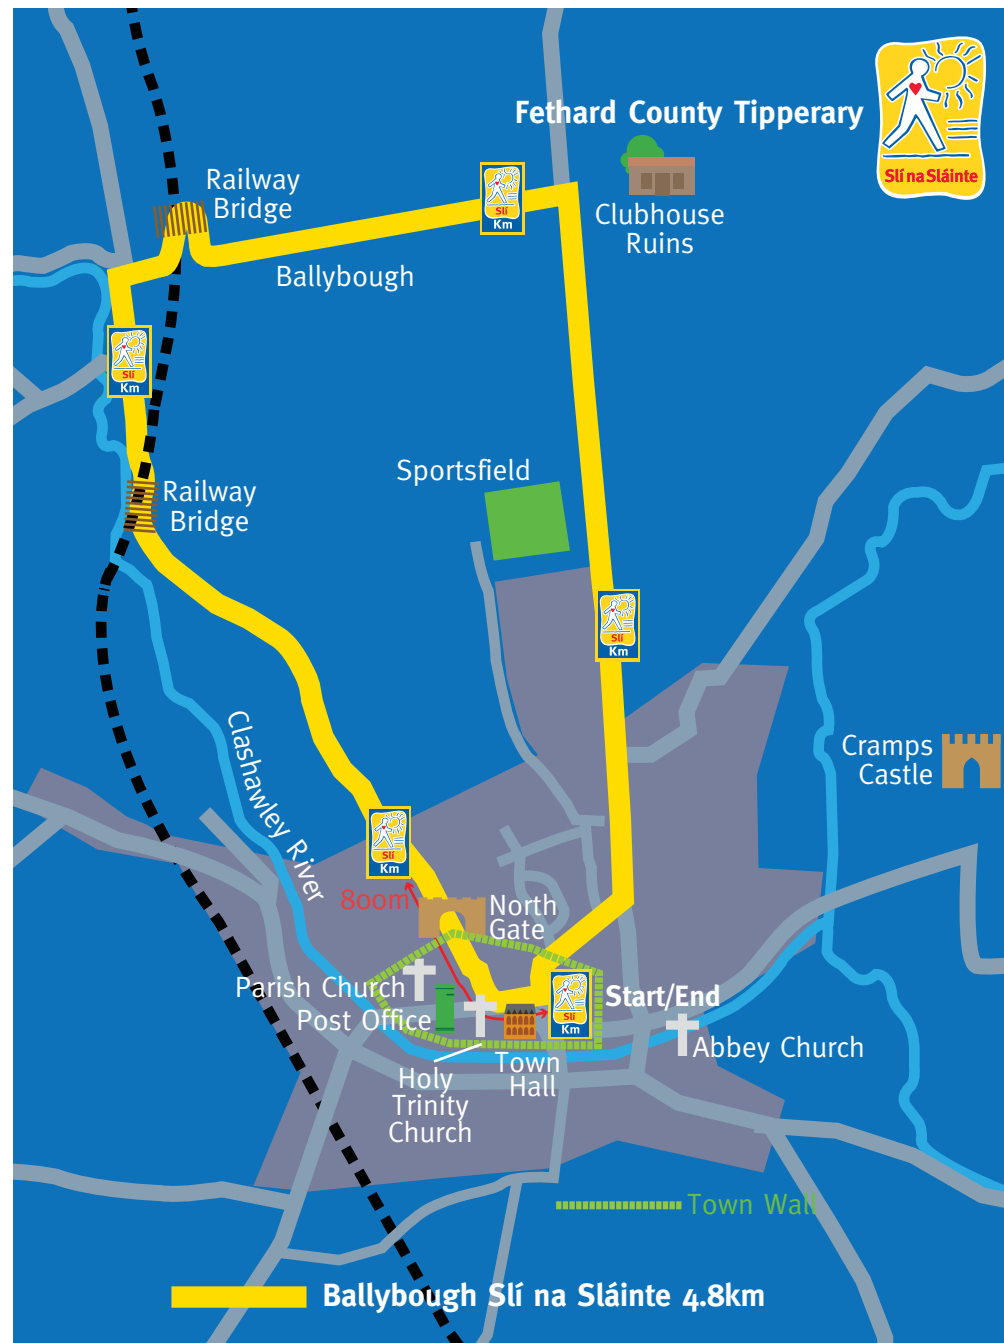 Fethard County Tipperary
Slí na Sláinte
Railway
Bridge
Slí
Km
Clubhouse
Ruins
Ballybough
Slí
Km
Sportsfield
Railway
Bridge
Slí
Km
Clashawley River
Cramps
Castle
Slí
Km
800m
North
Gate
Parish Church
Start/End
Slí
Km
Post Office
Abbey Church
Town
Hall
Holy
Trinity
Church
Town Wall
Ballybough Slí na Sláinte 4.8km